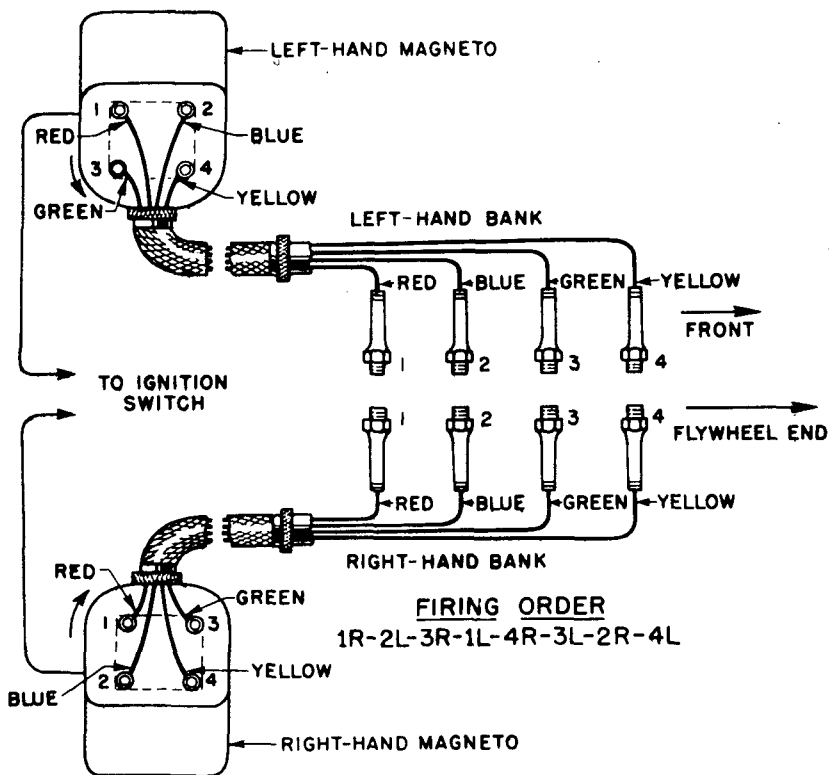 LEFT-HAND MAGNETO
1 2
RED BLUE
3 4
GREEN YELLOW
LEFT-HAND BANK
RED BLUE GREEN YELLOW
FRONT
1 2 3 4
TO IGNITION
SWITCH
1 2 3 4
FLYWHEEL END
RED BLUE GREEN YELLOW
RIGHT-HAND BANK
RED GREEN
1 3
FIRING ORDER
1R-2L-3R-1L-4R-3L-2R-4L
2 4
BLUE YELLOW
RIGHT-HAND MAGNETO